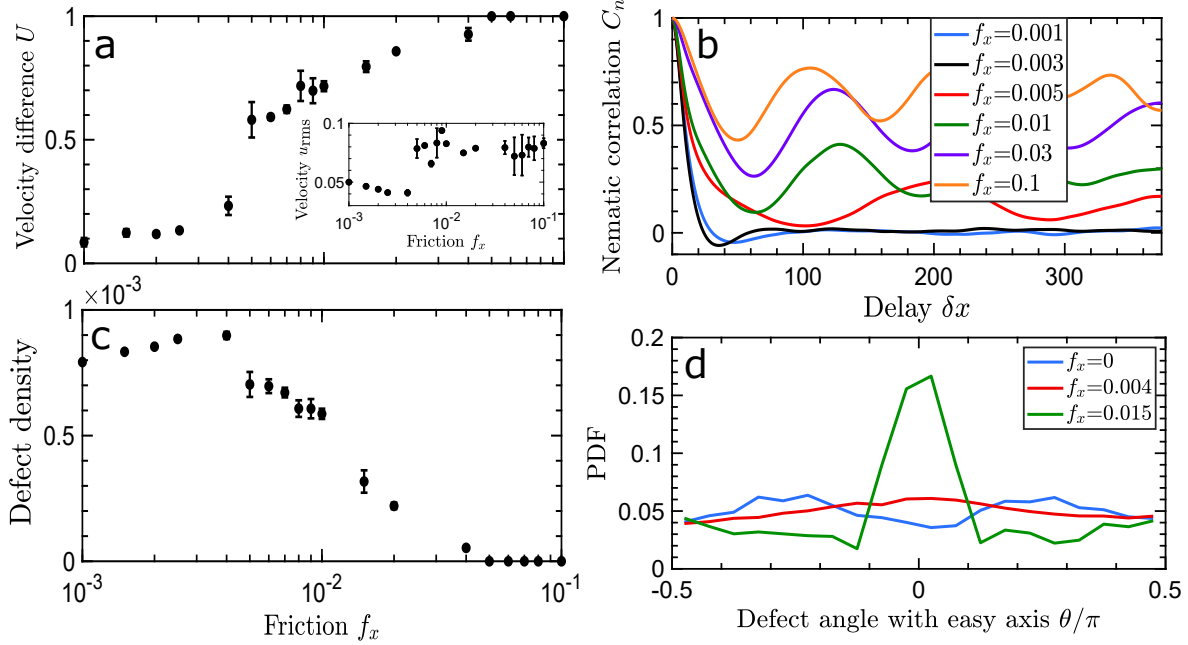 a
Velocity difference U
1
0.5
0
Velocity u_rms
0.10
0.05
10^-3
10^-2
10^-1
Friction f_x
b
Nematic correlation C_n
1
0.5
0
0
100
200
300
Delay δx
f_x=0.001
f_x=0.003
f_x=0.005
f_x=0.01
f_x=0.03
f_x=0.1
×10^-3
c
Defect density
1
0.5
0
10^-3
10^-2
10^-1
Friction f_x
d
PDF
0.2
0.15
0.1
0.05
0
-0.5
0
0.5
Defect angle with easy axis θ/π
f_x=0
f_x=0.004
f_x=0.015